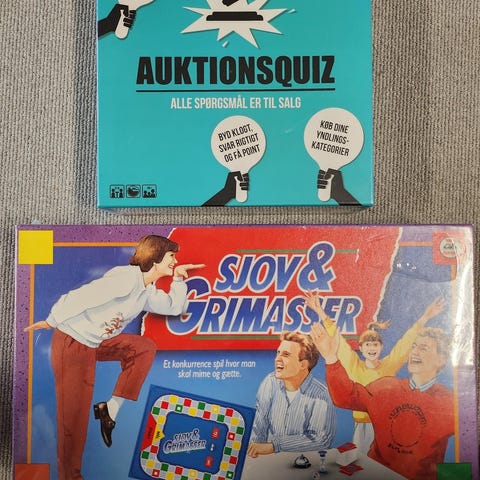 AUKTIONSQUIZ
ALLE SPØRGSMÅL ER TIL SALG
BYD KLOGT,
SVAR RIGTIGT
OG FÅ POINT
KØB DINE
YNDLINGS-
KATEGORIER
SJOV &
GRIMASSER
Et konkurrence spil hvor man
skal mime og gætte.
SJOV &
GRIMASSER